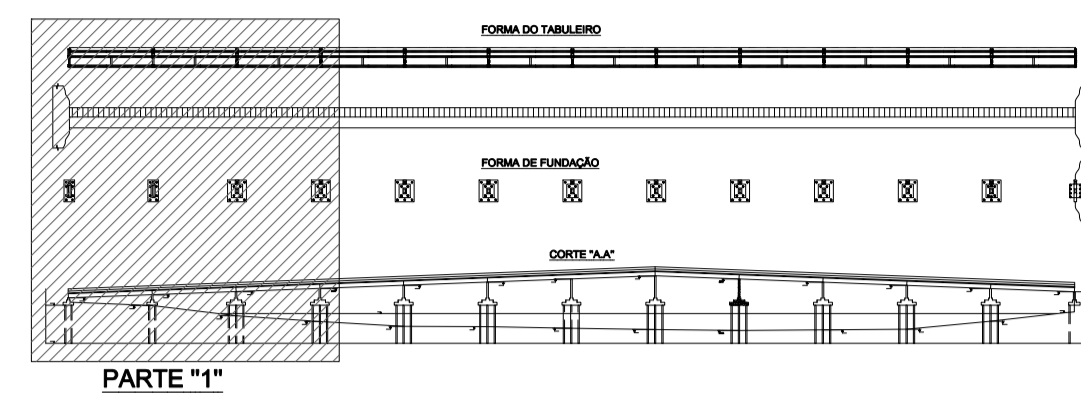 FORMA DO TABULEIRO
FORMA DE FUNDAÇÃO
CORTE "A.A"
PARTE "1"